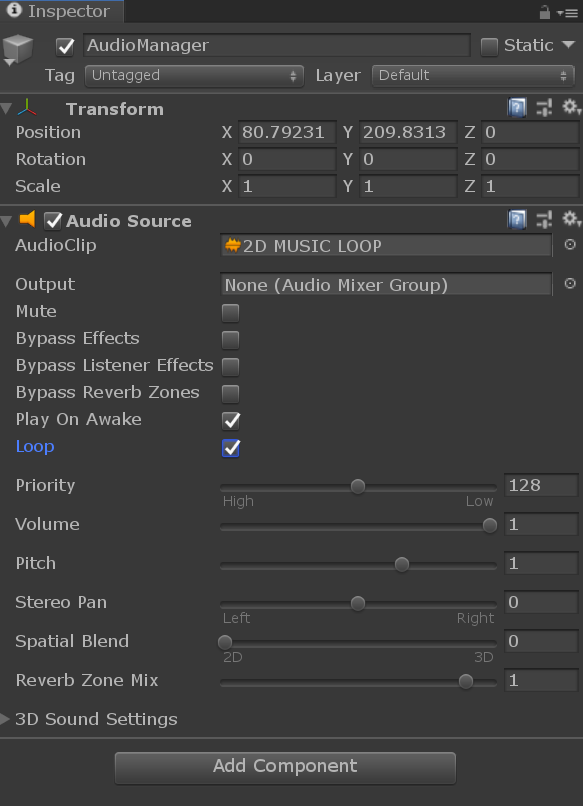 Inspector
AudioManager Static
Tag Untagged Layer Default
Transform
Position X 80.79231 Y 209.8313 Z 0
Rotation X 0 Y 0 Z 0
Scale X 1 Y 1 Z 1
Audio Source
AudioClip 2D MUSIC LOOP
Output None (Audio Mixer Group)
Mute
Bypass Effects
Bypass Listener Effects
Bypass Reverb Zones
Play On Awake
Loop
Priority 128
High Low
Volume 1
Pitch 1
Stereo Pan 0
Left Right
Spatial Blend 0
2D 3D
Reverb Zone Mix 1
3D Sound Settings
Add Component